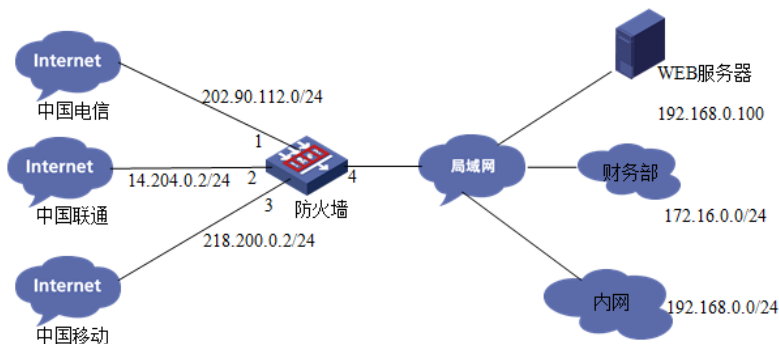 Internet
中国电信
202.90.112.0/24
1
Internet
中国联通
14.204.0.2/24
2
3
防火墙
4
218.200.0.2/24
Internet
中国移动
局域网
WEB服务器
192.168.0.100
财务部
172.16.0.0/24
内网
192.168.0.0/24